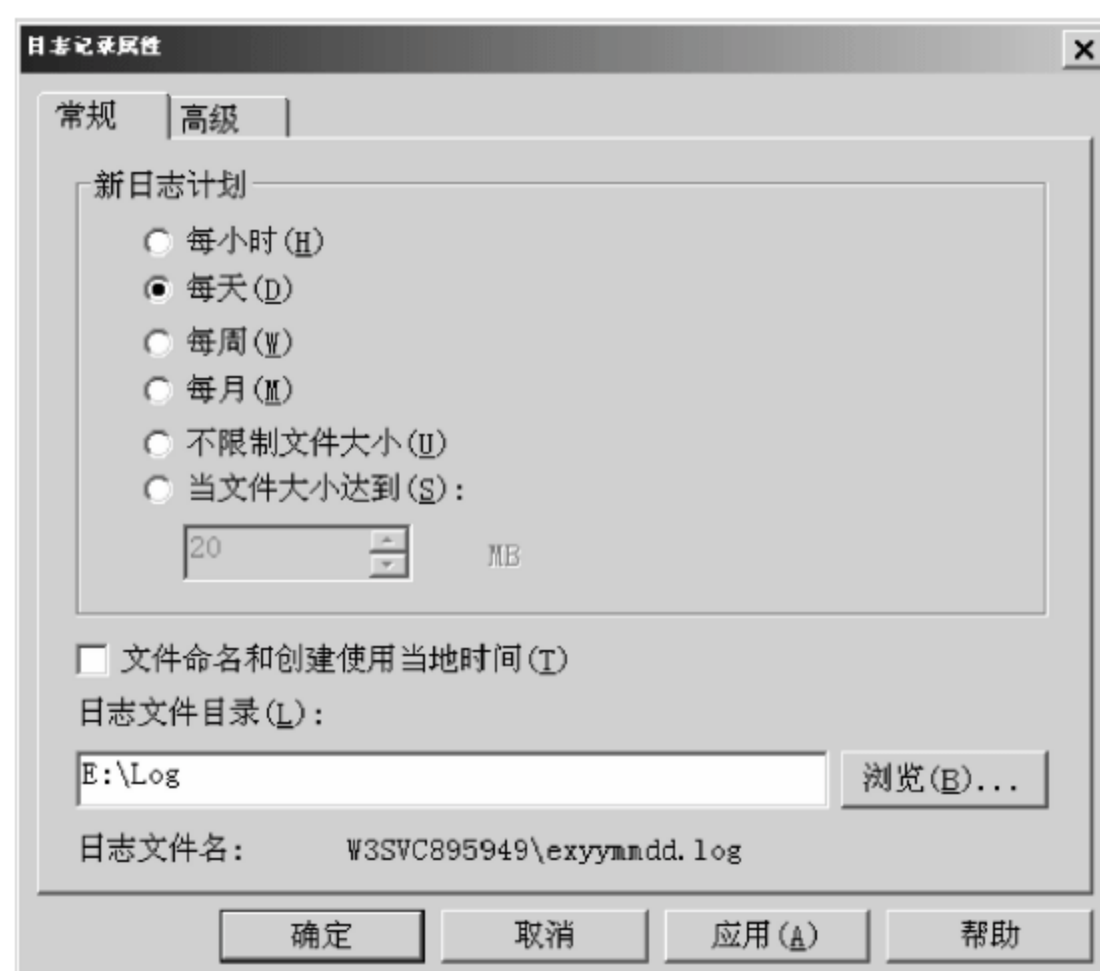 日志记录属性
常规 高级
新日志计划
每小时(H)
每天(D)
每周(W)
每月(M)
不限制文件大小(U)
当文件大小达到(S):
20 MB
文件命名和创建使用当地时间(T)
日志文件目录(L):
E:\Log 浏览(B)...
日志文件名: W3SVC895949\exyymmdd.log
确定 取消 应用(A) 帮助